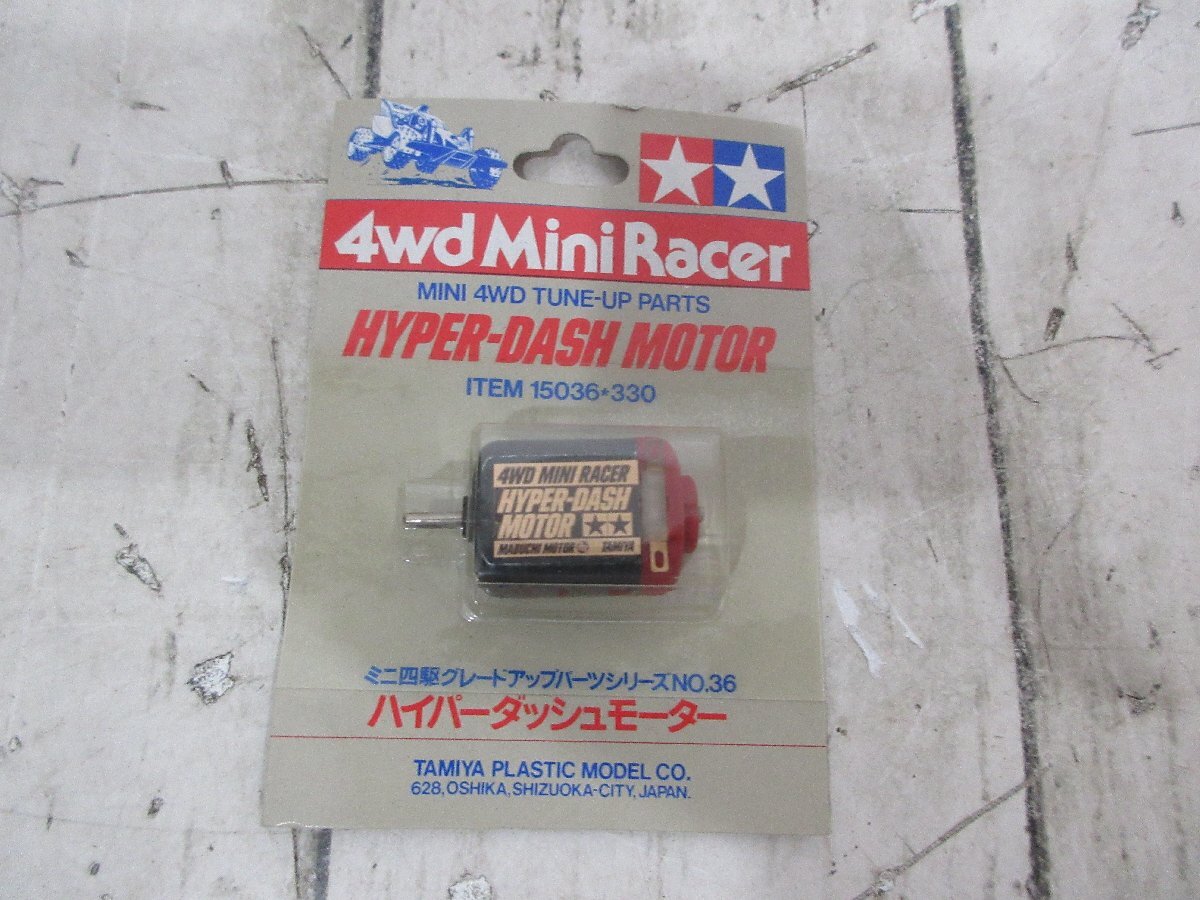 4wd Mini Racer
MINI 4WD TUNE-UP PARTS
HYPER-DASH MOTOR
ITEM 15036*330
4WD MINI RACER
HYPER-DASH
MOTOR
MABUCHI MOTOR TAMIYA
ミニ四駆グレードアップパーツシリーズNO.36
ハイパーダッシュモーター
TAMIYA PLASTIC MODEL CO.
628, OSHIKA, SHIZUOKA-CITY, JAPAN.